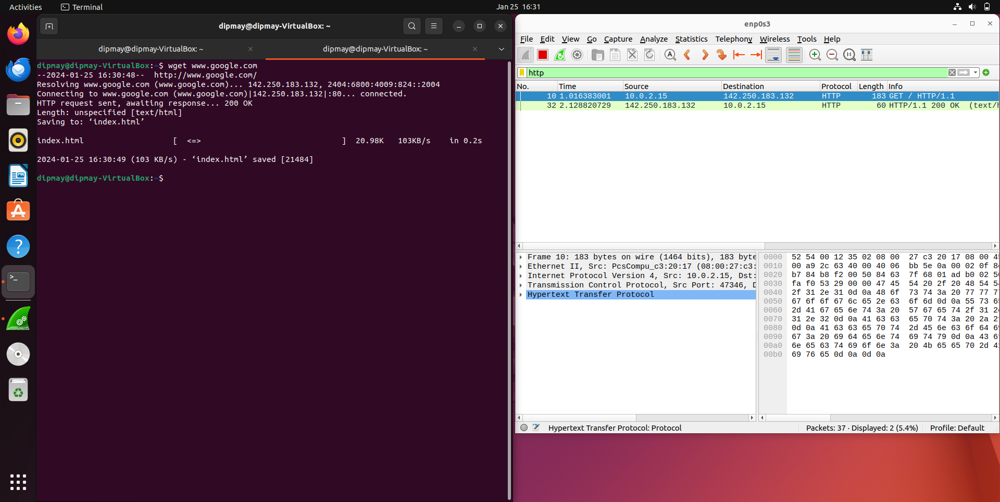 Activities Terminal Jan 25 16:31
dipmay@dipmay-VirtualBox: ~
dipmay@dipmay-VirtualBox: ~ dipmay@dipmay-VirtualBox: ~
dipmay@dipmay-VirtualBox:~$ wget www.google.com
--2024-01-25 16:30:48--  http://www.google.com/
Resolving www.google.com (www.google.com)... 142.250.183.132, 2404:6800:4009:824::2004
Connecting to www.google.com (www.google.com)|142.250.183.132|:80... connected.
HTTP request sent, awaiting response... 200 OK
Length: unspecified [text/html]
Saving to: ‘index.html’
index.html [ <=> ] 20.98K 103KB/s in 0.2s
2024-01-25 16:30:49 (103 KB/s) - ‘index.html’ saved [21484]
dipmay@dipmay-VirtualBox:~$
enp0s3
File Edit View Go Capture Analyze Statistics Telephony Wireless Tools Help
http
No. Time Source Destination Protocol Length Info
10 1.016383001 10.0.2.15 142.250.183.132 HTTP 183 GET / HTTP/1.1
32 2.128820729 142.250.183.132 10.0.2.15 HTTP 60 HTTP/1.1 200 OK (text/h
Frame 10: 183 bytes on wire (1464 bits), 183 byte
Ethernet II, Src: PcsCompu_c3:20:17 (08:00:27:c3:
Internet Protocol Version 4, Src: 10.0.2.15, Dst:
Transmission Control Protocol, Src Port: 47346, D
Hypertext Transfer Protocol
0000 52 54 00 12 35 02 08 00 27 c3 20 17 08 00 45
0010 00 a9 2c 63 40 00 40 06 bb 5e 0a 00 02 0f 8e
0020 b7 84 b8 f2 00 50 84 63 7f 68 01 ad b0 02 50
0030 fa f0 53 29 00 00 47 45 54 20 2f 20 48 54 54
0040 2f 31 2e 31 0d 0a 48 6f 73 74 3a 20 77 77 77
0050 67 6f 6f 67 6c 65 2e 63 6f 6d 0d 0a 55 73 65
0060 2d 41 67 65 6e 74 3a 20 57 67 65 74 2f 31 2e
0070 31 2e 32 0d 0a 41 63 63 65 70 74 3a 20 2a 2f
0080 0d 0a 41 63 63 65 70 74 2d 45 6e 63 6f 64 69
0090 67 3a 20 69 64 65 6e 74 69 74 79 0d 0a 43 6f
00a0 6e 65 63 74 69 6f 6e 3a 20 4b 65 65 70 2d 41
00b0 69 76 65 0d 0a 0d 0a
Hypertext Transfer Protocol: Protocol Packets: 37 · Displayed: 2 (5.4%) Profile: Default